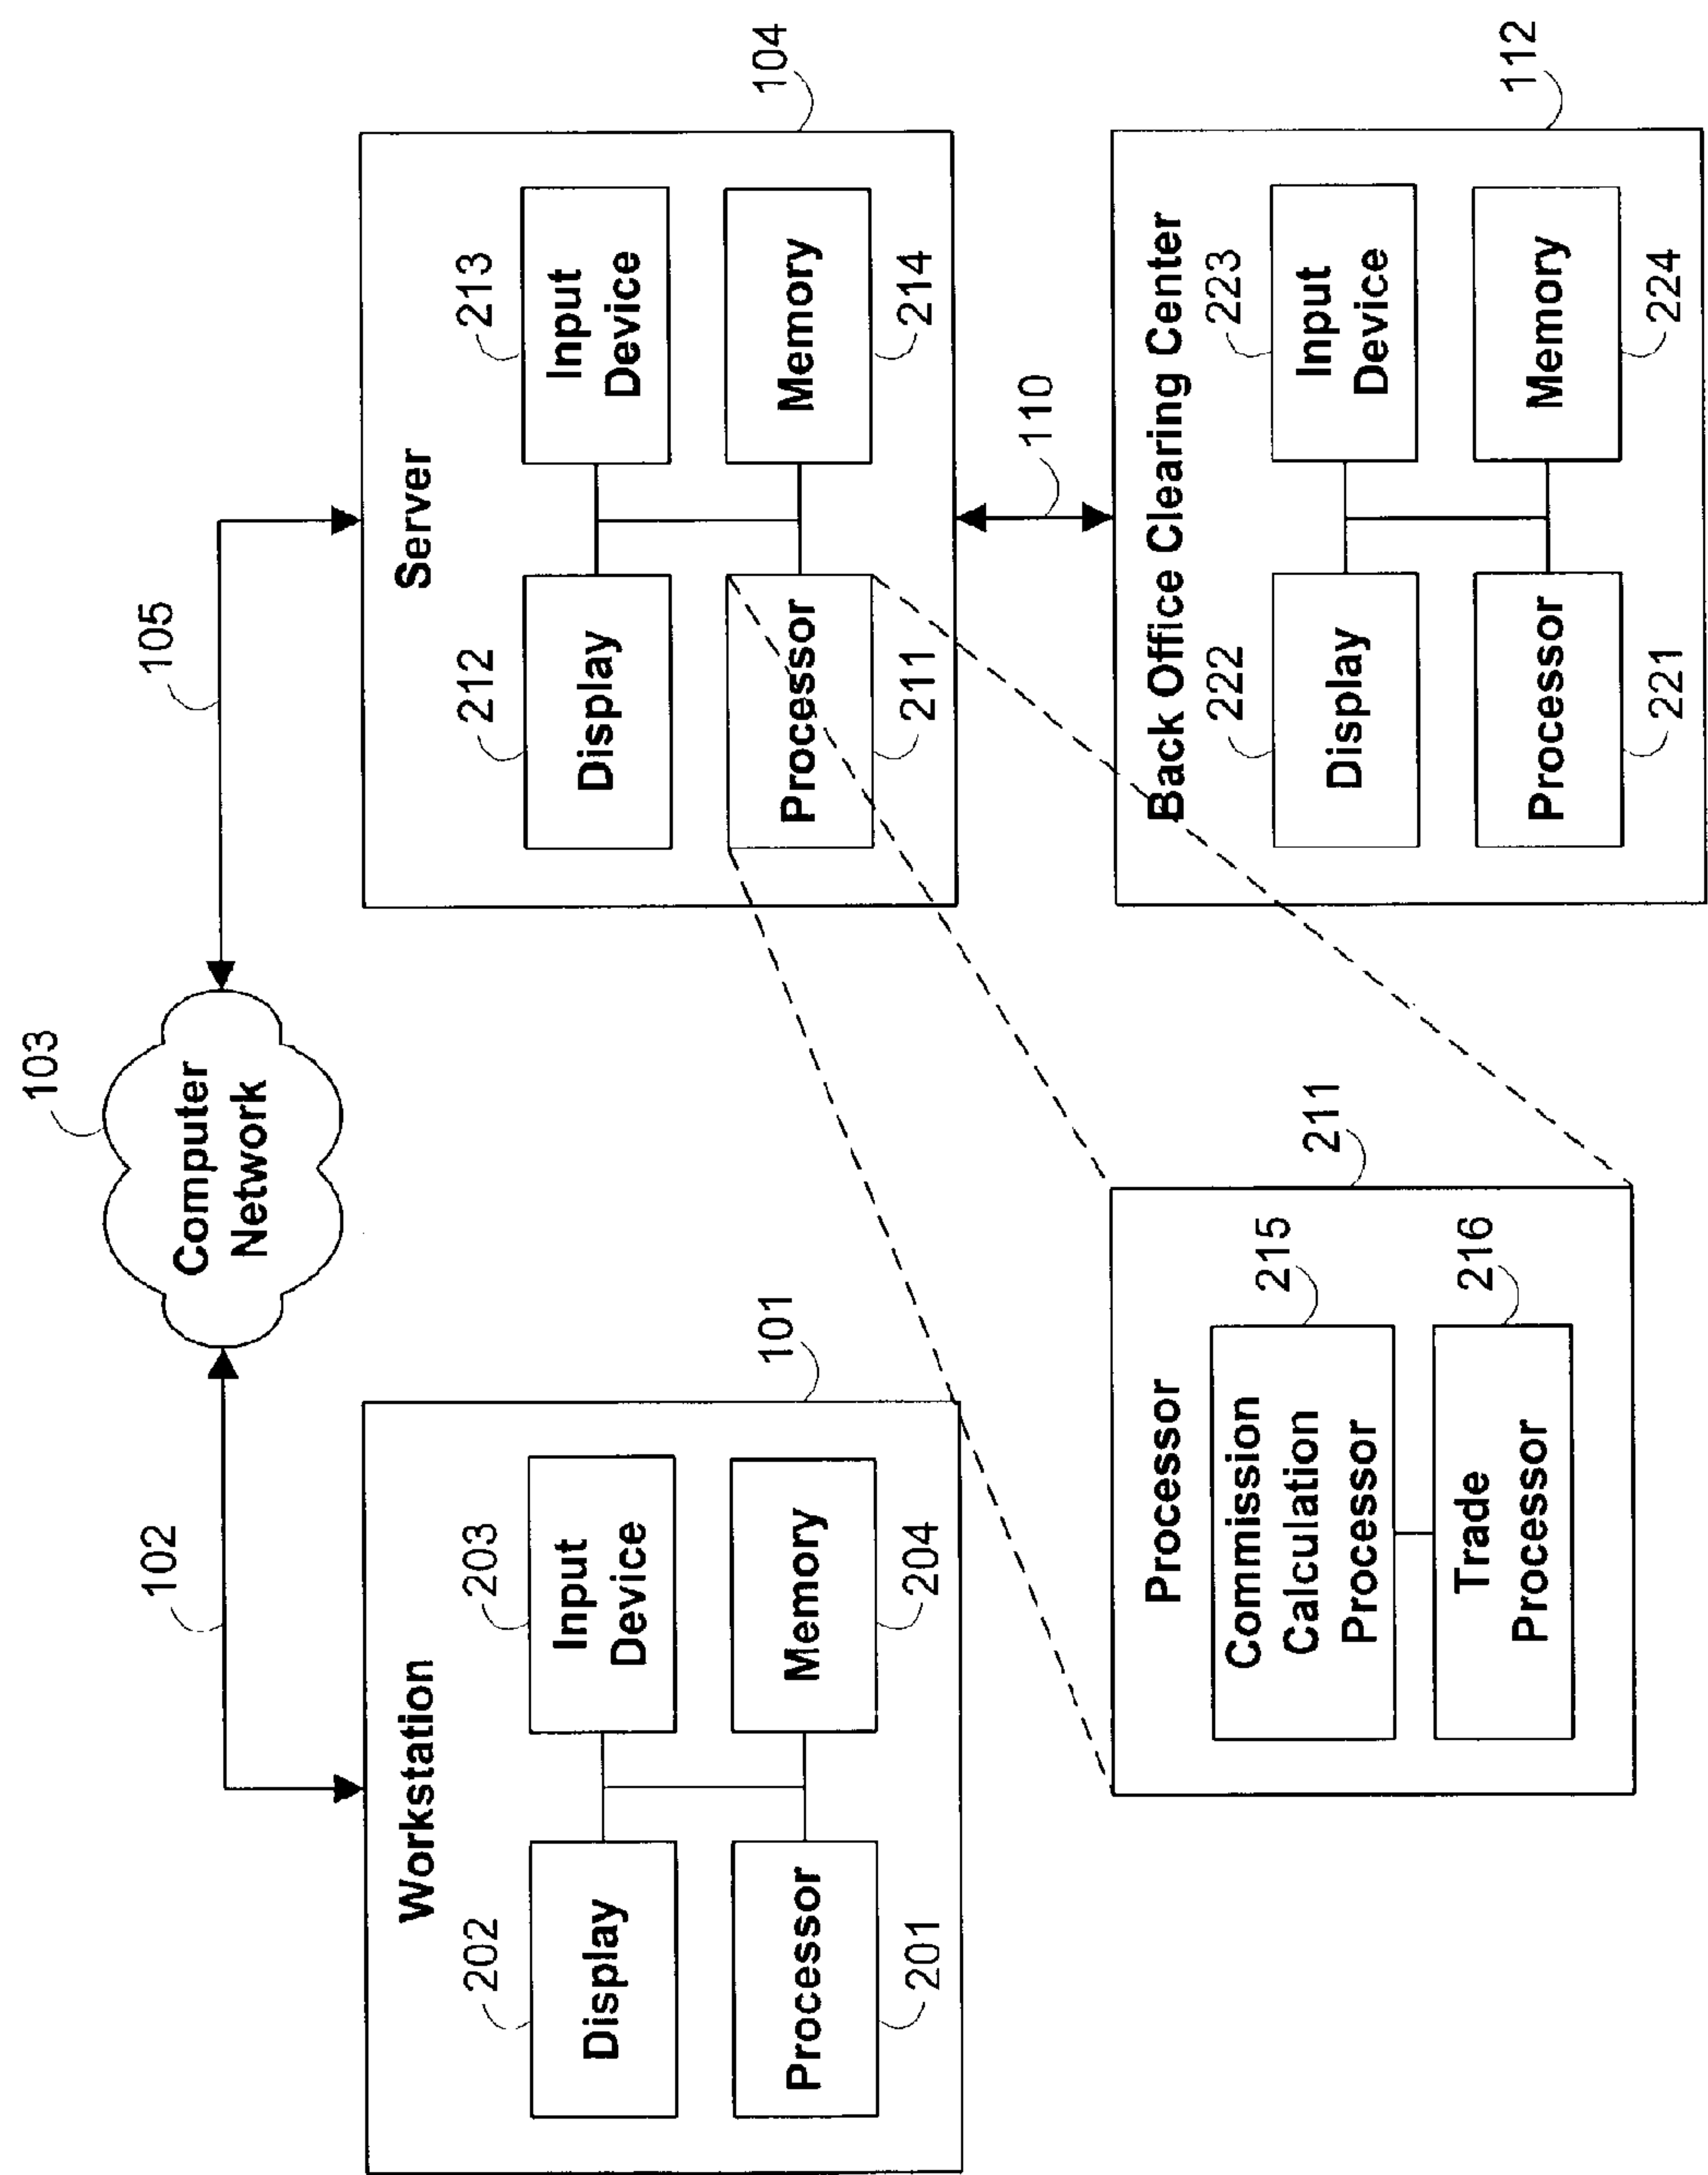 103
Computer
Network
102
105
Workstation
101
202
Display
203
Input
Device
Processor
201
Memory
204
Server
104
212
Display
213
Input
Device
Processor
211
Memory
214
110
Processor
211
Commission
Calculation
Processor
215
Trade
Processor
216
Back Office Clearing Center
112
222
Display
223
Input
Device
Processor
221
Memory
224